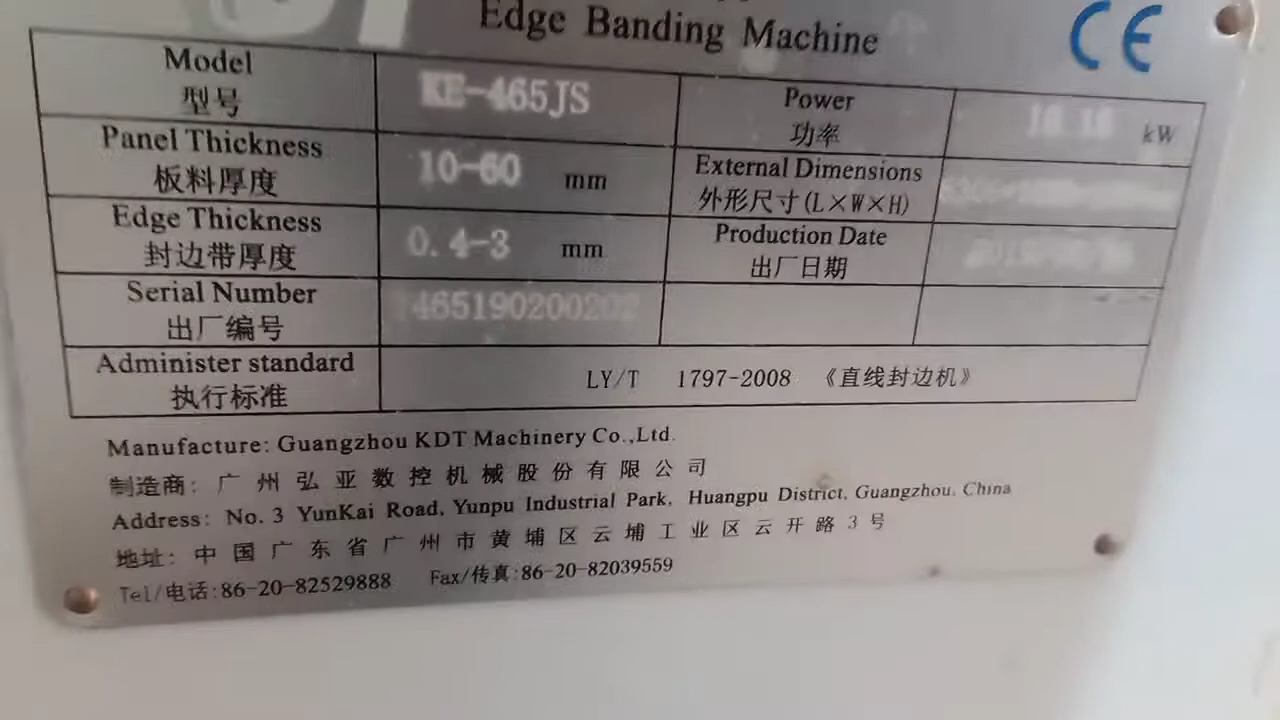 Edge Banding Machine
CE
Model
型号
KE-465JS
Power
功率
kW
Panel Thickness
板料厚度
10-60 mm
External Dimensions
外形尺寸(L×W×H)
Edge Thickness
封边带厚度
0.4-3 mm
Production Date
出厂日期
Serial Number
出厂编号
Administer standard
执行标准
LY/T 1797-2008 《直线封边机》
Manufacture: Guangzhou KDT Machinery Co.,Ltd.
制造商: 广州弘亚数控机械股份有限公司
Address: No. 3 YunKai Road, Yunpu Industrial Park, Huangpu District, Guangzhou, China
地址: 中国广东省广州市黄埔区云埔工业区云开路3号
Tel/电话:86-20-82529888 Fax/传真:86-20-82039559